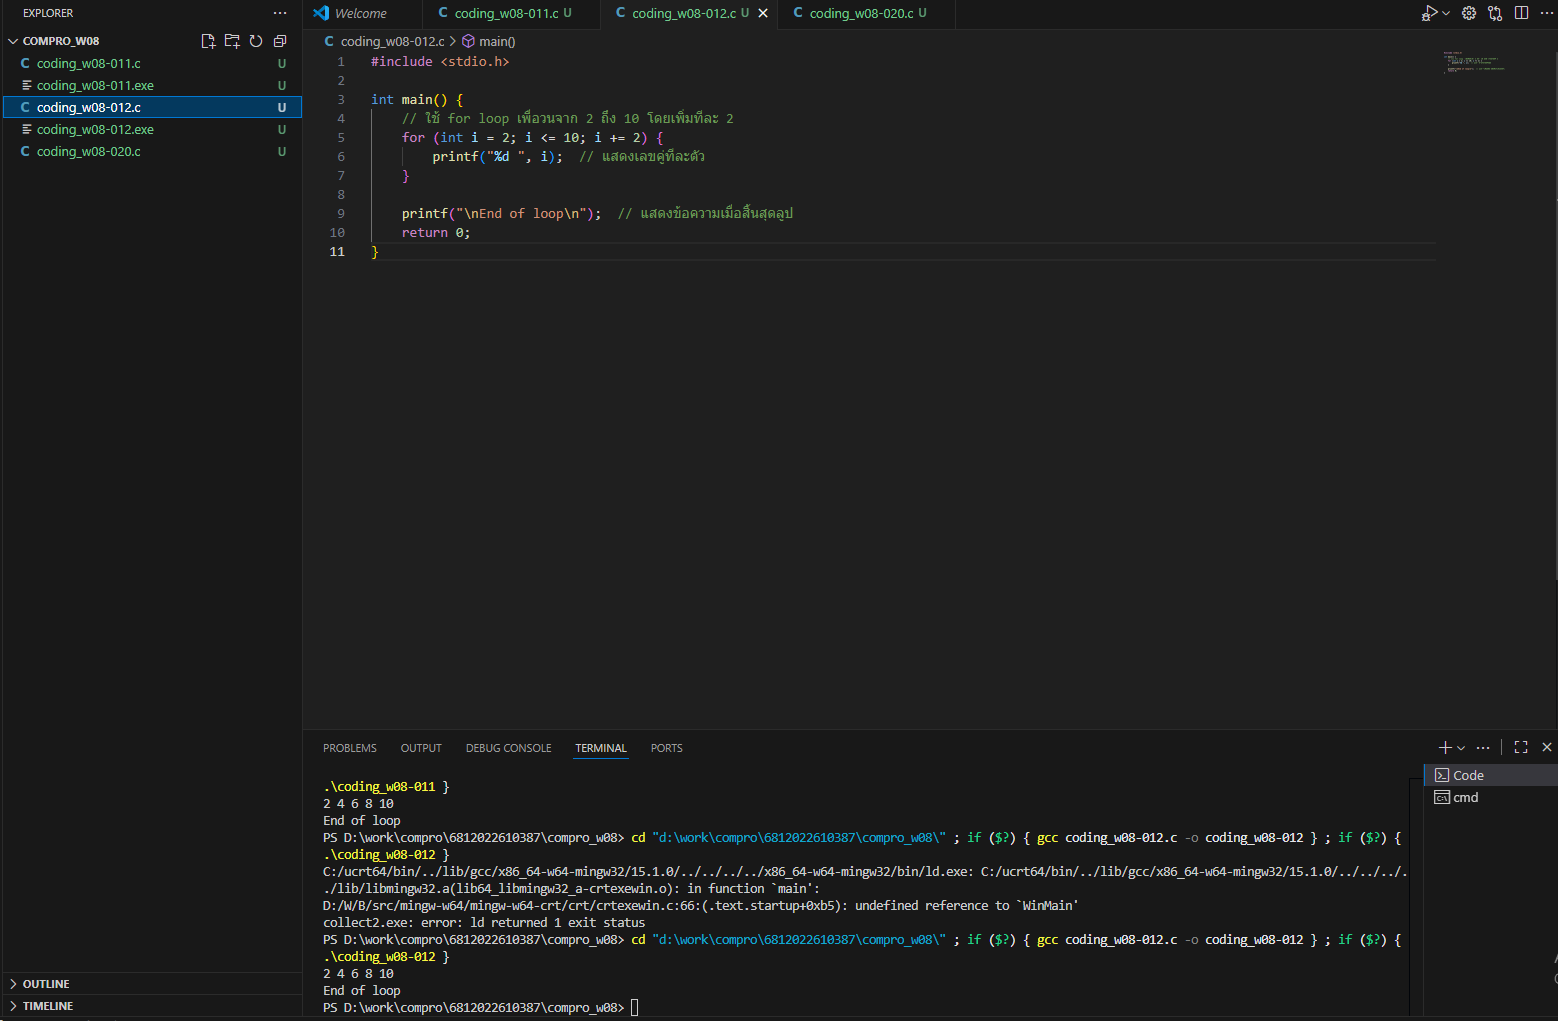 EXPLORER
COMPRO_W08
coding_w08-011.c U
coding_w08-011.exe U
coding_w08-012.c U
coding_w08-012.exe U
coding_w08-020.c U
OUTLINE
TIMELINE
Welcome
coding_w08-011.c U
coding_w08-012.c U
coding_w08-020.c U
coding_w08-012.c > main()
1 #include <stdio.h>
2
3 int main() {
4 // ใช้ for loop เพื่อวนจาก 2 ถึง 10 โดยเพิ่มทีละ 2
5 for (int i = 2; i <= 10; i += 2) {
6 printf("%d ", i);  // แสดงเลขคู่ทีละตัว
7 }
8
9 printf("\nEnd of loop\n");  // แสดงข้อความเมื่อสิ้นสุดลูป
10 return 0;
11 }
PROBLEMS OUTPUT DEBUG CONSOLE TERMINAL PORTS
.\coding_w08-011 }
2 4 6 8 10
End of loop
PS D:\work\compro\6812022610387\compro_w08> cd "d:\work\compro\6812022610387\compro_w08\" ; if ($?) { gcc coding_w08-012.c -o coding_w08-012 } ; if ($?) {
.\coding_w08-012 }
C:/ucrt64/bin/../lib/gcc/x86_64-w64-mingw32/15.1.0/../../../../x86_64-w64-mingw32/bin/ld.exe: C:/ucrt64/bin/../lib/gcc/x86_64-w64-mingw32/15.1.0/../../../.
./lib/libmingw32.a(lib64_libmingw32_a-crtexewin.o): in function `main':
D:/W/B/src/mingw-w64/mingw-w64-crt/crt/crtexewin.c:66:(.text.startup+0xb5): undefined reference to `WinMain'
collect2.exe: error: ld returned 1 exit status
PS D:\work\compro\6812022610387\compro_w08> cd "d:\work\compro\6812022610387\compro_w08\" ; if ($?) { gcc coding_w08-012.c -o coding_w08-012 } ; if ($?) {
.\coding_w08-012 }
2 4 6 8 10
End of loop
PS D:\work\compro\6812022610387\compro_w08>
Code
cmd